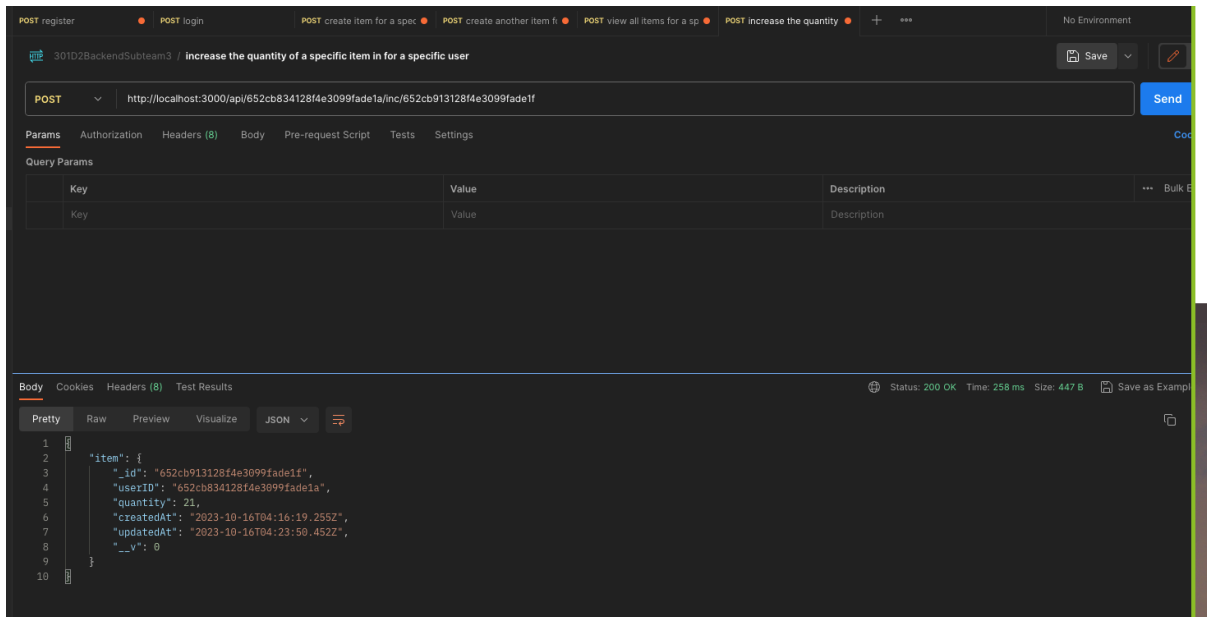 POST register POST login POST create item for a spec POST create another item fo POST view all items for a sp POST increase the quantity No Environment
HTTP 301D2BackendSubteam3 / increase the quantity of a specific item in for a specific user Save
POST http://localhost:3000/api/652cb834128f4e3099fade1a/inc/652cb913128f4e3099fade1f Send
Params Authorization Headers (8) Body Pre-request Script Tests Settings Coo
Query Params
Key Value Description Bulk E
Key Value Description
Body Cookies Headers (8) Test Results Status: 200 OK Time: 258 ms Size: 447 B Save as Exampl
Pretty Raw Preview Visualize JSON
1 {
2 "item": {
3 "_id": "652cb913128f4e3099fade1f",
4 "userID": "652cb834128f4e3099fade1a",
5 "quantity": 21,
6 "createdAt": "2023-10-16T04:16:19.255Z",
7 "updatedAt": "2023-10-16T04:23:50.452Z",
8 "__v": 0
9 }
10 }